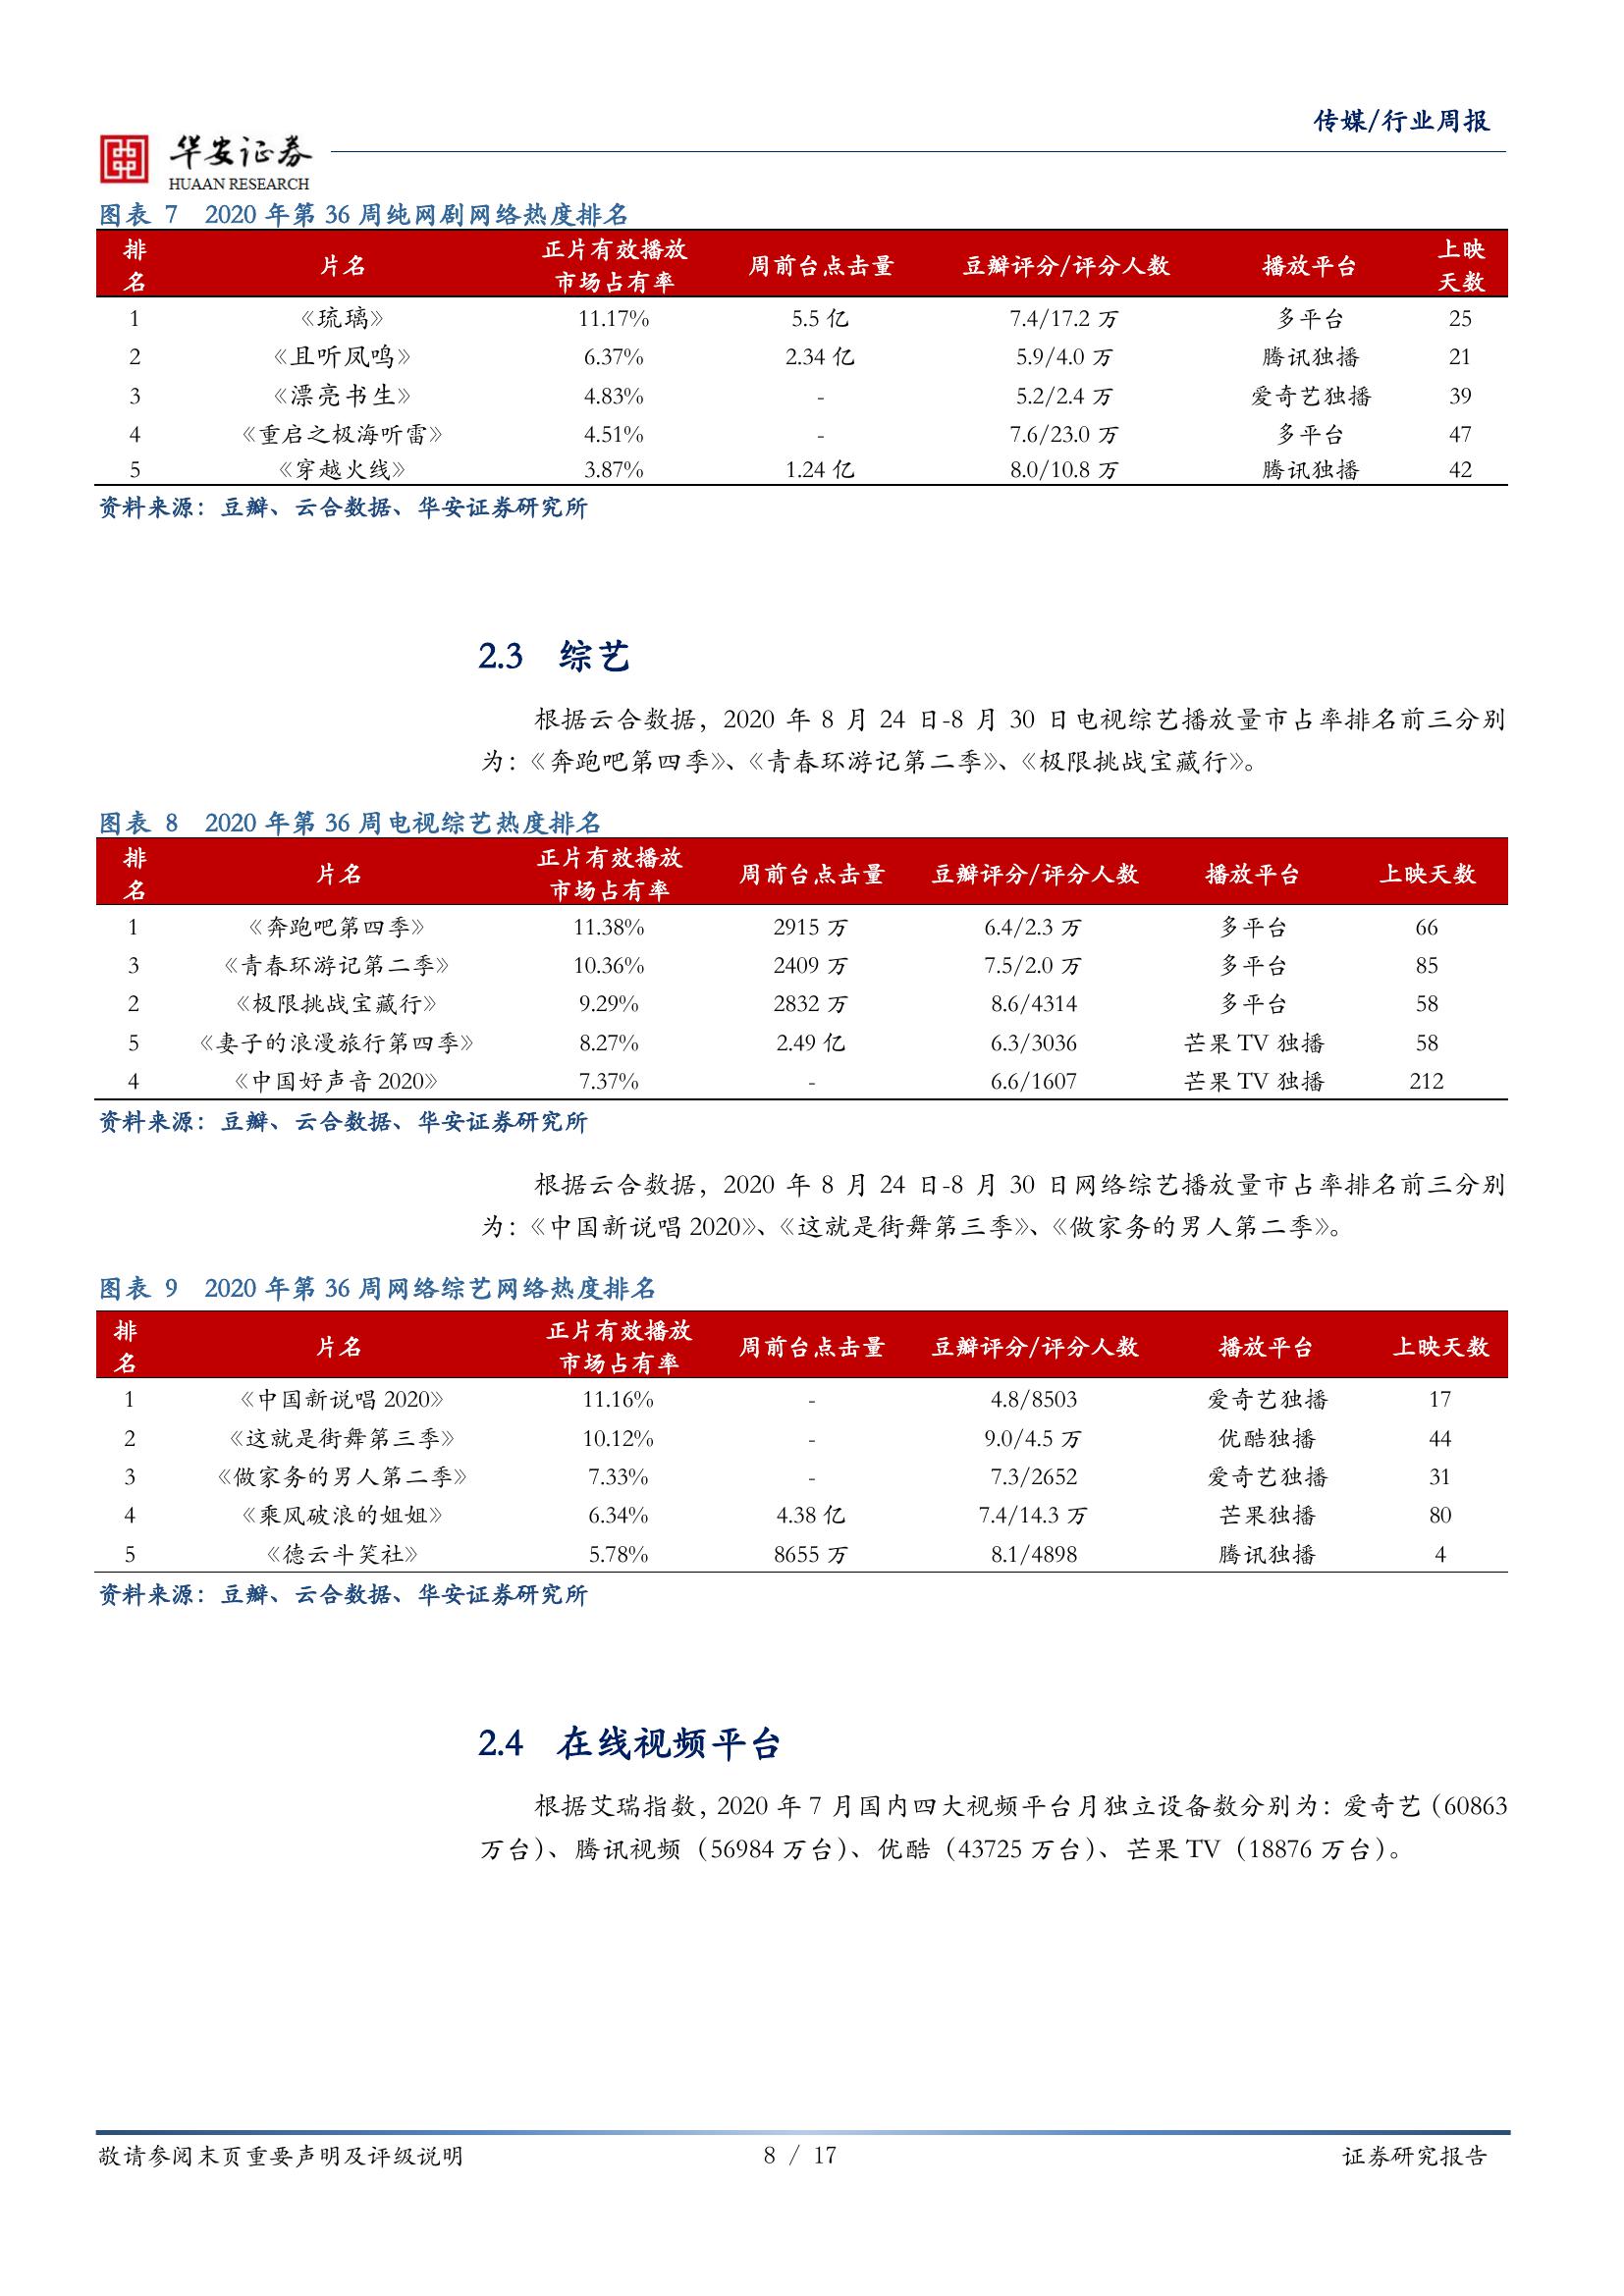 传媒/行业周报
华安证券
HUAAN RESEARCH
图表 7 2020 年第 36 周纯网剧网络热度排名
排名 片名 正片有效播放市场占有率 周前台点击量 豆瓣评分/评分人数 播放平台 上映天数
1 《琉璃》 11.17% 5.5 亿 7.4/17.2 万 多平台 25
2 《且听凤鸣》 6.37% 2.34 亿 5.9/4.0 万 腾讯独播 21
3 《漂亮书生》 4.83% - 5.2/2.4 万 爱奇艺独播 39
4 《重启之极海听雷》 4.51% - 7.6/23.0 万 多平台 47
5 《穿越火线》 3.87% 1.24 亿 8.0/10.8 万 腾讯独播 42
资料来源：豆瓣、云合数据、华安证券研究所
2.3 综艺
根据云合数据，2020 年 8 月 24 日-8 月 30 日电视综艺播放量市占率排名前三分别
为：《奔跑吧第四季》、《青春环游记第二季》、《极限挑战宝藏行》。
图表 8 2020 年第 36 周电视综艺热度排名
排名 片名 正片有效播放市场占有率 周前台点击量 豆瓣评分/评分人数 播放平台 上映天数
1 《奔跑吧第四季》 11.38% 2915 万 6.4/2.3 万 多平台 66
3 《青春环游记第二季》 10.36% 2409 万 7.5/2.0 万 多平台 85
2 《极限挑战宝藏行》 9.29% 2832 万 8.6/4314 多平台 58
5 《妻子的浪漫旅行第四季》 8.27% 2.49 亿 6.3/3036 芒果 TV 独播 58
4 《中国好声音 2020》 7.37% - 6.6/1607 芒果 TV 独播 212
资料来源：豆瓣、云合数据、华安证券研究所
根据云合数据，2020 年 8 月 24 日-8 月 30 日网络综艺播放量市占率排名前三分别
为：《中国新说唱 2020》、《这就是街舞第三季》、《做家务的男人第二季》。
图表 9 2020 年第 36 周网络综艺网络热度排名
排名 片名 正片有效播放市场占有率 周前台点击量 豆瓣评分/评分人数 播放平台 上映天数
1 《中国新说唱 2020》 11.16% - 4.8/8503 爱奇艺独播 17
2 《这就是街舞第三季》 10.12% - 9.0/4.5 万 优酷独播 44
3 《做家务的男人第二季》 7.33% - 7.3/2652 爱奇艺独播 31
4 《乘风破浪的姐姐》 6.34% 4.38 亿 7.4/14.3 万 芒果独播 80
5 《德云斗笑社》 5.78% 8655 万 8.1/4898 腾讯独播 4
资料来源：豆瓣、云合数据、华安证券研究所
2.4 在线视频平台
根据艾瑞指数，2020 年 7 月国内四大视频平台月独立设备数分别为：爱奇艺（60863
万台）、腾讯视频（56984 万台）、优酷（43725 万台）、芒果 TV（18876 万台）。
敬请参阅末页重要声明及评级说明 8 / 17 证券研究报告